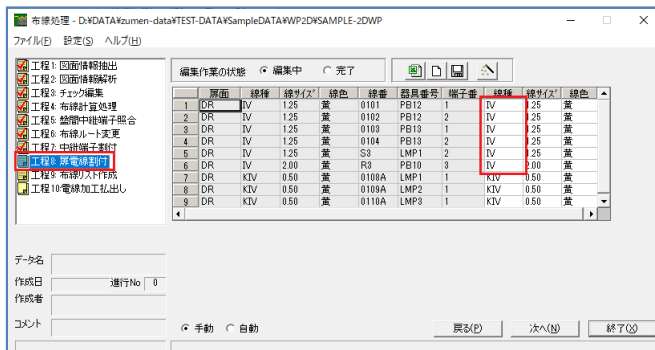 布線処理 - D:¥DATA¥zumen-data¥TEST-DATA¥SampleDATA¥WP2D¥SAMPLE-2DWP
ファイル(F) 設定(S) ヘルプ(H)
工程1: 図面情報抽出
工程2: 図面情報解析
工程3: チェック編集
工程4: 布線計算処理
工程5: 盤間中継端子照合
工程6: 布線ルート変更
工程7: 中継端子割付
工程8: 扉電線割付
工程9: 布線リスト作成
工程10:電線加工払出し
編集作業の状態 編集中 完了
扉面 線種 線サイズ 線色 線番 器具番号 端子番 線種 線サイズ 線色
1 DR IV 1.25 黄 0101 PB12 1 IV 1.25 黄
2 DR IV 1.25 黄 0102 PB12 2 IV 1.25 黄
3 DR IV 1.25 黄 0103 PB13 1 IV 1.25 黄
4 DR IV 1.25 黄 0104 PB13 2 IV 1.25 黄
5 DR IV 1.25 黄 S3 LMP1 2 IV 1.25 黄
6 DR IV 2.00 黄 R3 PB10 3 IV 2.00 黄
7 DR KIV 0.50 黄 0108A LMP1 1 KIV 0.50 黄
8 DR KIV 0.50 黄 0109A LMP2 1 KIV 0.50 黄
9 DR KIV 0.50 黄 0110A LMP3 1 KIV 0.50 黄
データ名
作成日 進行No 0
作成者
コメント
手動 自動 戻る(P) 次へ(N) 終了(X)